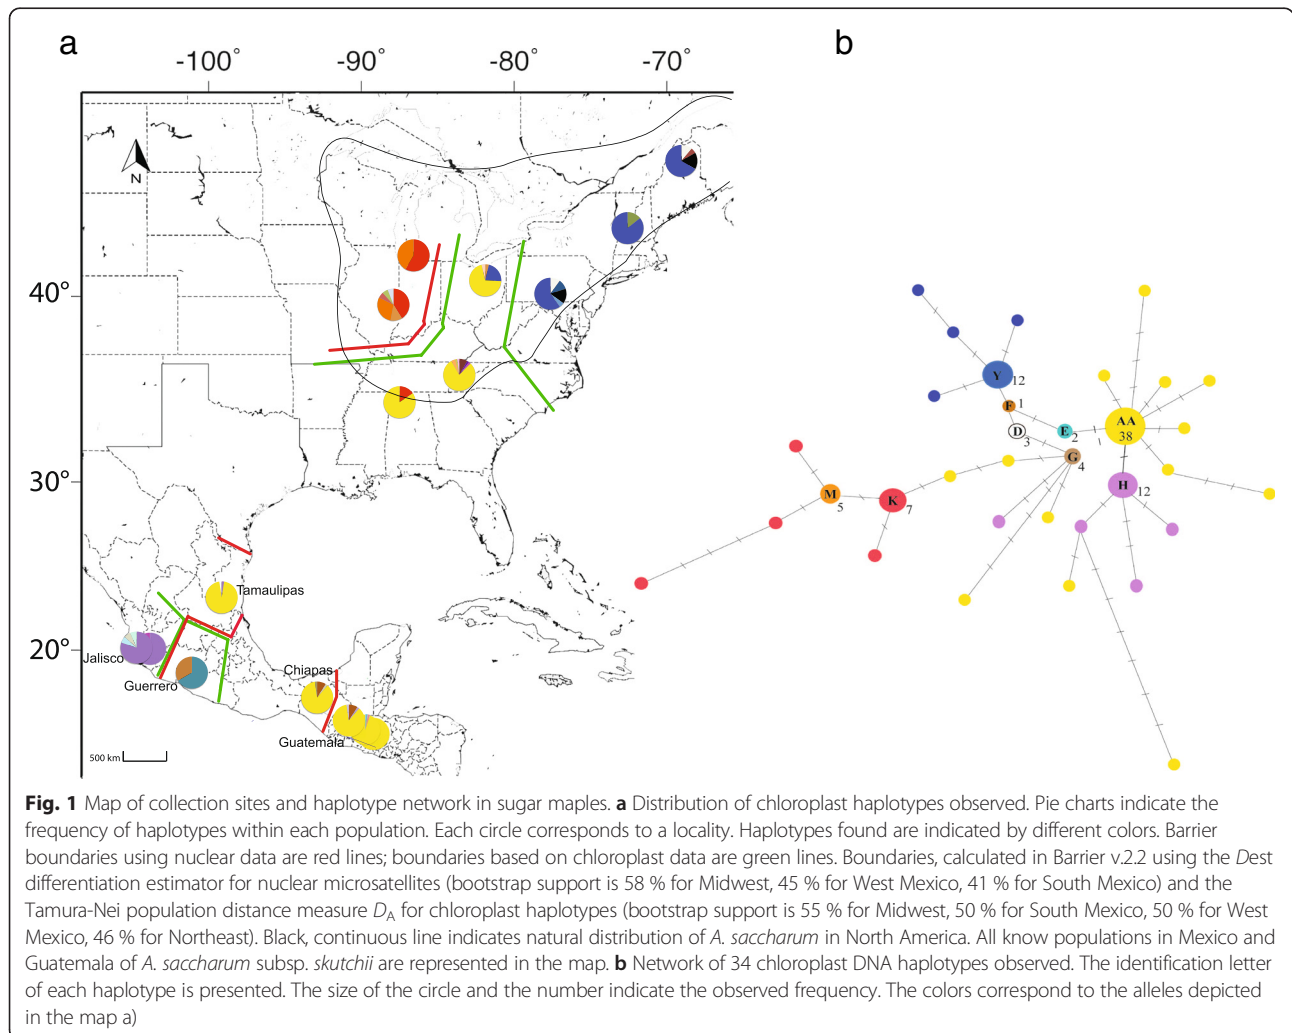 a
b
-100˚
-90˚
-80˚
-70˚
N
40°
30°
20°
Tamaulipas
Jalisco
Guerrero
Chiapas
Guatemala
500 km
Y 12
F 1
D 3
E 2
G 4
AA
38
H 12
M 5
K 7
Fig. 1 Map of collection sites and haplotype network in sugar maples. a Distribution of chloroplast haplotypes observed. Pie charts indicate the
frequency of haplotypes within each population. Each circle corresponds to a locality. Haplotypes found are indicated by different colors. Barrier
boundaries using nuclear data are red lines; boundaries based on chloroplast data are green lines. Boundaries, calculated in Barrier v.2.2 using the Dest
differentiation estimator for nuclear microsatellites (bootstrap support is 58 % for Midwest, 45 % for West Mexico, 41 % for South Mexico) and the
Tamura-Nei population distance measure DA for chloroplast haplotypes (bootstrap support is 55 % for Midwest, 50 % for South Mexico, 50 % for West
Mexico, 46 % for Northeast). Black, continuous line indicates natural distribution of A. saccharum in North America. All know populations in Mexico and
Guatemala of A. saccharum subsp. skutchii are represented in the map. b Network of 34 chloroplast DNA haplotypes observed. The identification letter
of each haplotype is presented. The size of the circle and the number indicate the observed frequency. The colors correspond to the alleles depicted
in the map a)